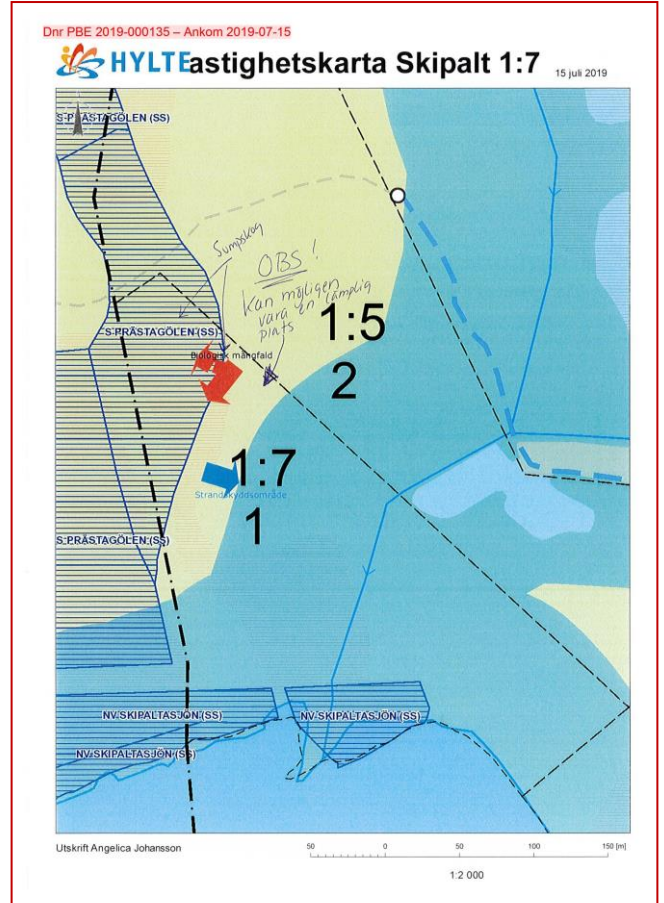 Dnr PBE 2019-000135 – Ankom 2019-07-15
HYLTEastighetskarta Skipalt 1:7
15 juli 2019
S PRÄSTAGÖLEN (SS)
Sumpskog
OBS!
Kan möjligen
vara en lämplig
plats
S PRÄSTAGÖLEN (SS)
1:5
2
Biologisk mångfald
1:7
1
Strandskyddsområde
S PRÄSTAGÖLEN (SS)
NV SKIPALTASJÖN (SS)
NV SKIPALTASJÖN (SS)
NV SKIPALTASJÖN (SS)
Utskrift Angelica Johansson
50 0 50 100 150 [m]
1:2 000